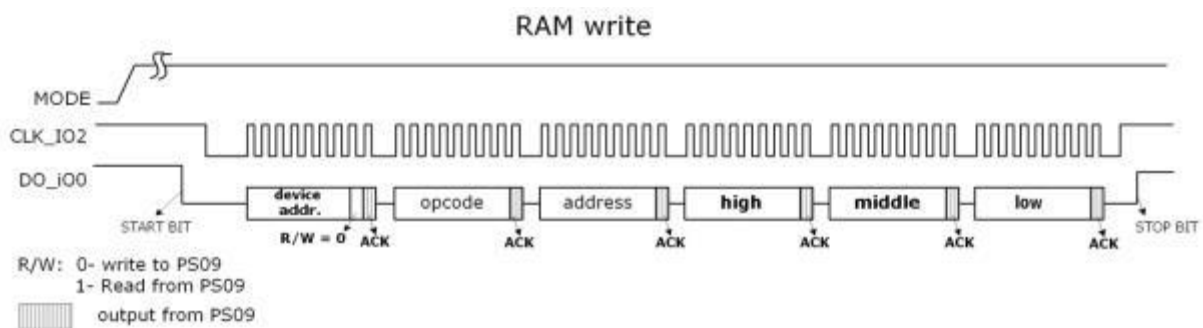 RAM write
MODE
CLK_IO2
DO_iO0
device addr.
opcode
address
high
middle
low
START BIT
R/W = 0
ACK
ACK
ACK
ACK
ACK
ACK
STOP BIT
R/W: 0- write to PS09
1- Read from PS09
output from PS09